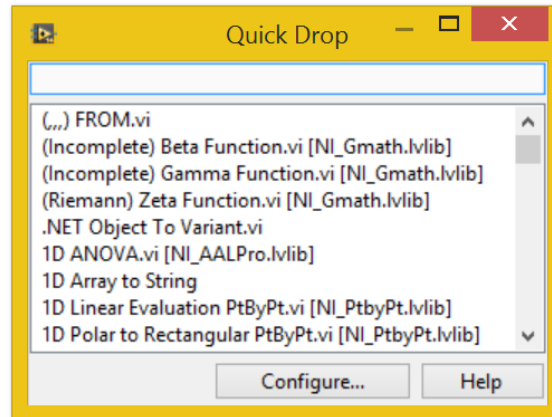 Quick Drop
(,,,) FROM.vi
(Incomplete) Beta Function.vi [NI_Gmath.lvlib]
(Incomplete) Gamma Function.vi [NI_Gmath.lvlib]
(Riemann) Zeta Function.vi [NI_Gmath.lvlib]
.NET Object To Variant.vi
1D ANOVA.vi [NI_AALPro.lvlib]
1D Array to String
1D Linear Evaluation PtByPt.vi [NI_PtbyPt.lvlib]
1D Polar to Rectangular PtByPt.vi [NI_PtbyPt.lvlib]
Configure... Help